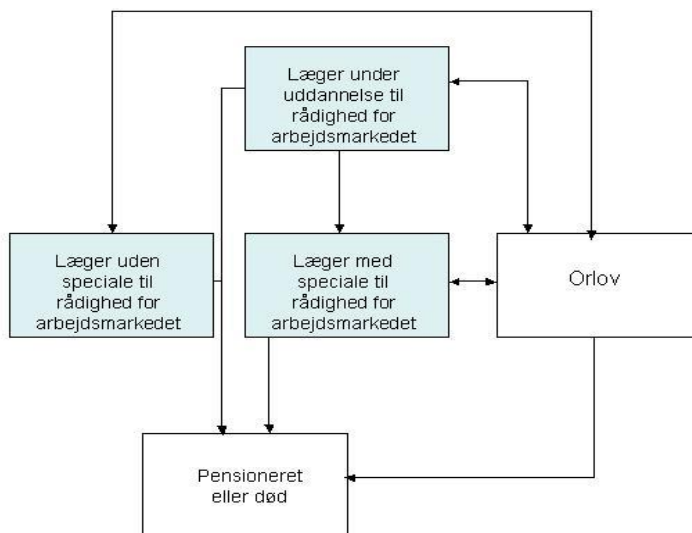 Læger under
uddannelse til
rådighed for
arbejdsmarkedet
Læger uden
speciale til
rådighed for
arbejdsmarkedet
Læger med
speciale til
rådighed for
arbejdsmarkedet
Orlov
Pensioneret
eller død